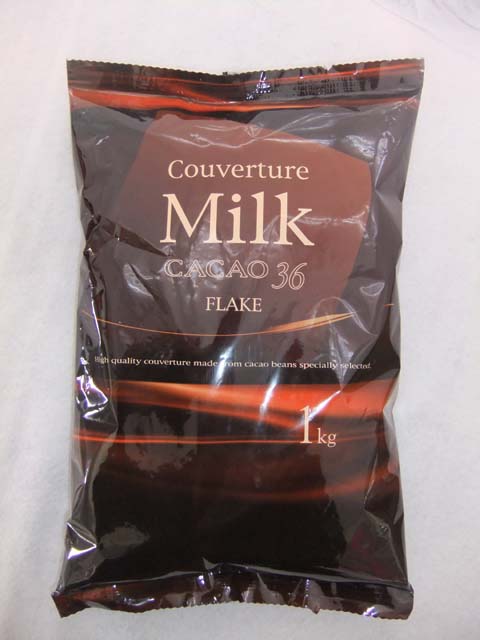 Couverture
Milk
CACAO 36
FLAKE
High quality couverture made from cacao beans specially selected.
1kg